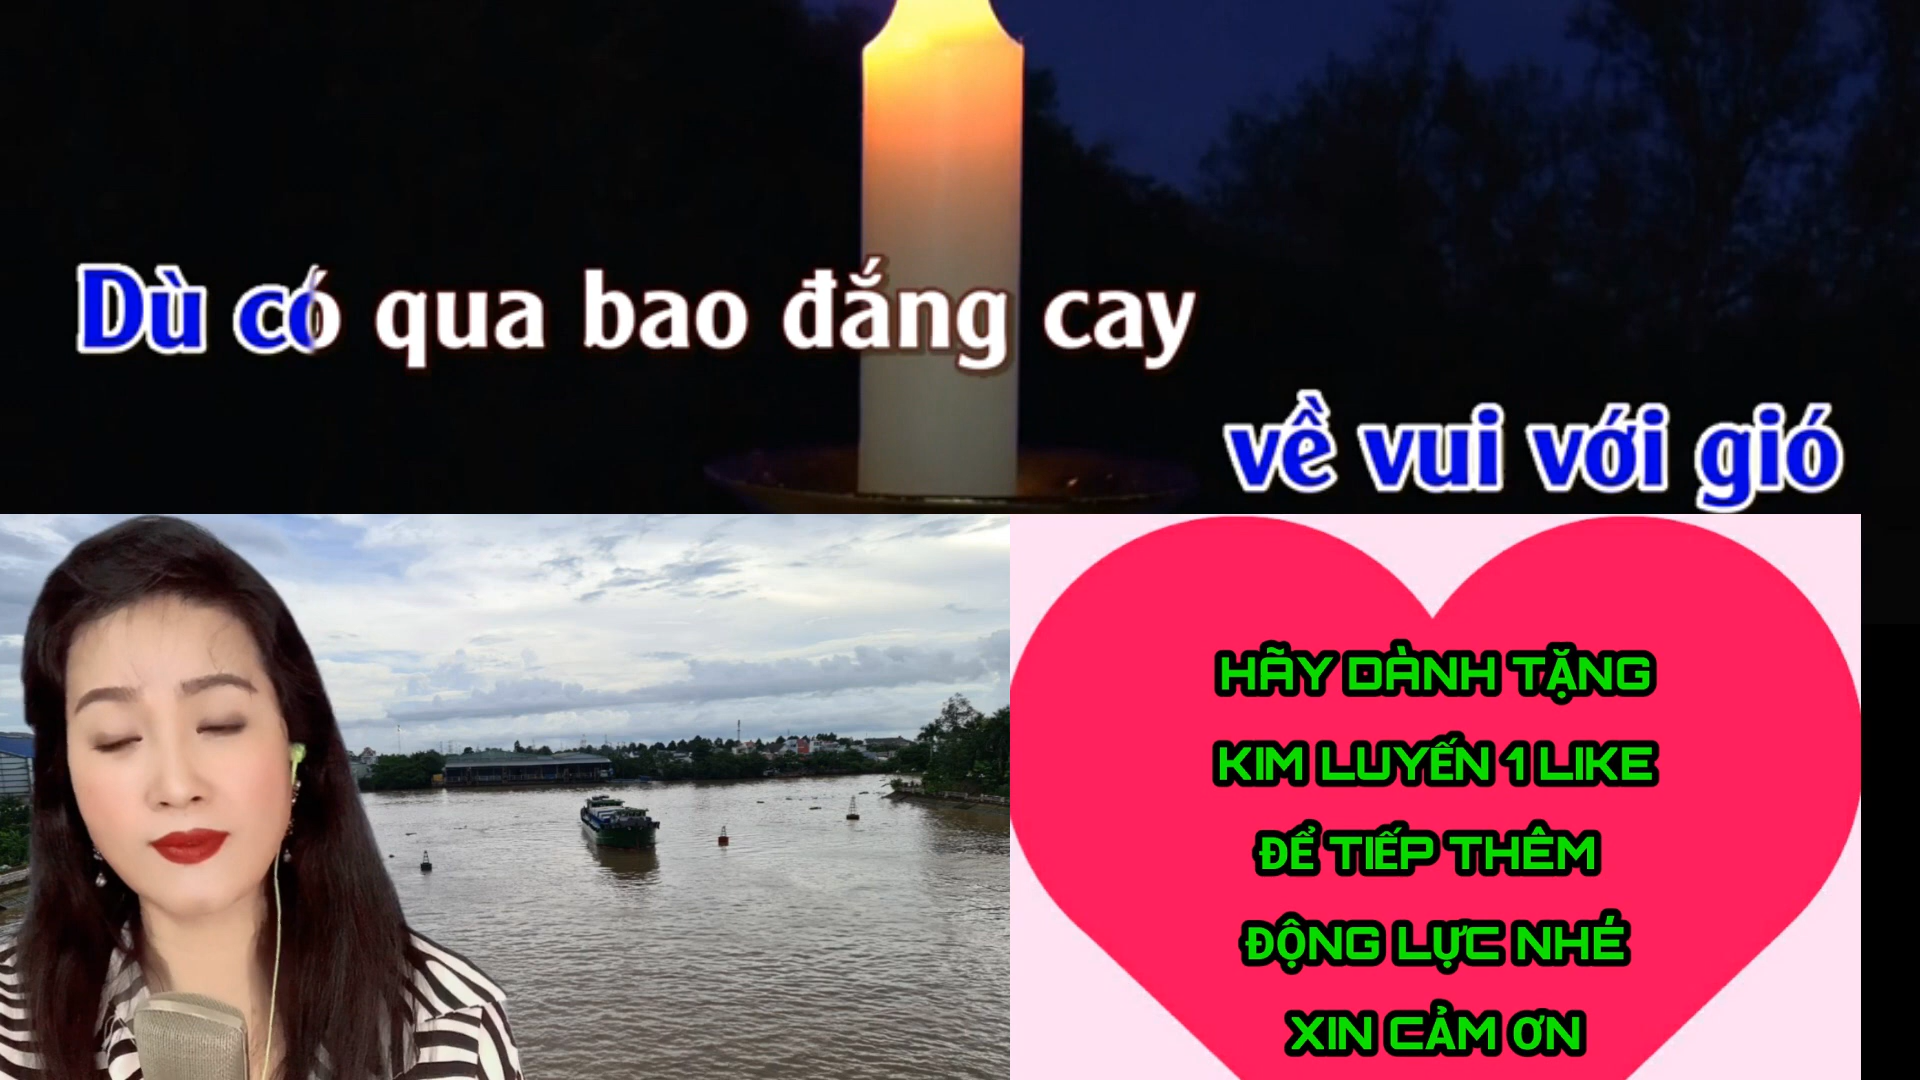 Dù có qua bao đắng cay
về vui với gió
HÃY DÀNH TẶNG
KIM LUYẾN 1 LIKE
ĐỂ TIẾP THÊM
ĐỘNG LỰC NHÉ
XIN CẢM ƠN